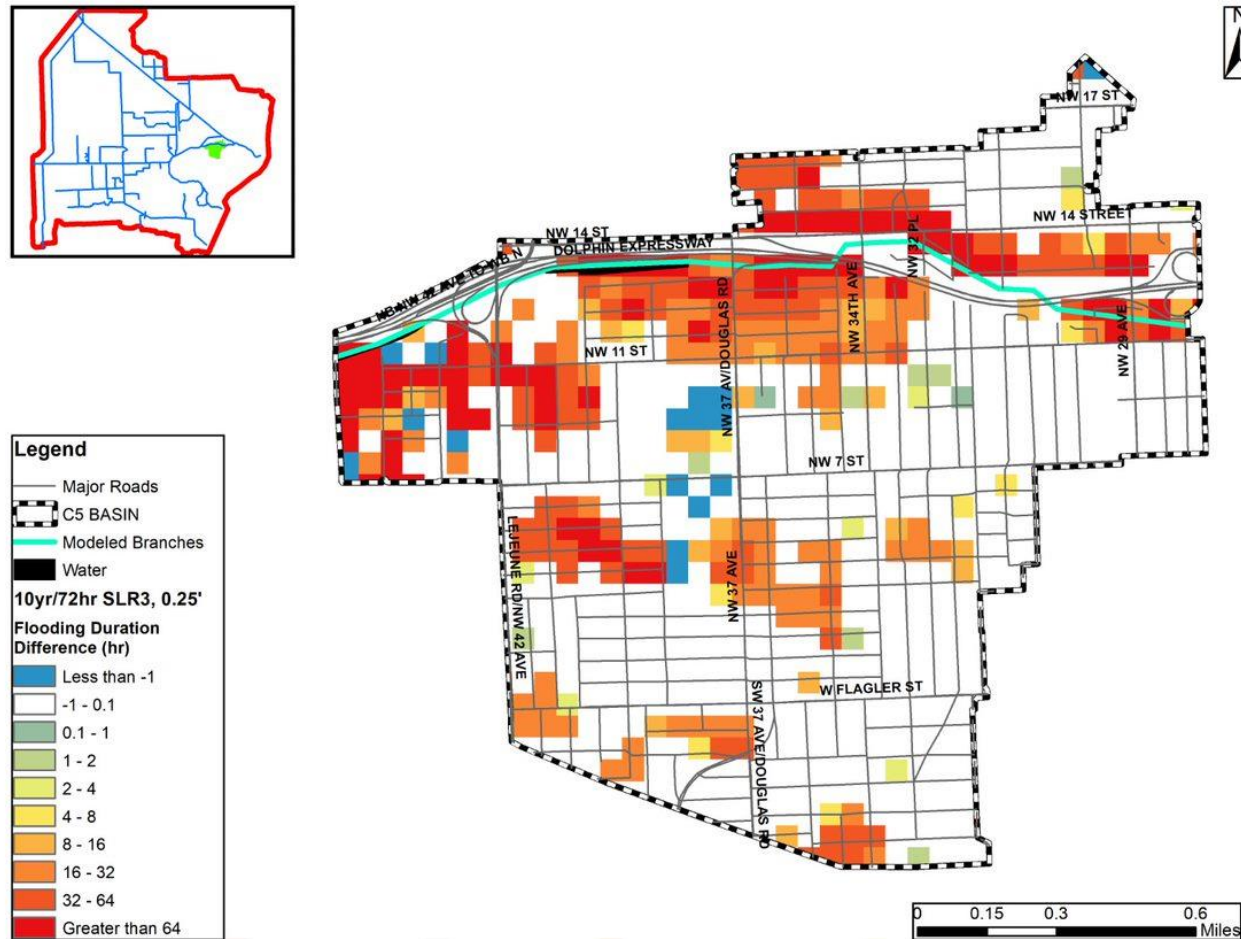 N
NW 17 ST
NW 14 STREET
NW 14 ST
DOLPHIN EXPRESSWAY
NW 32 PL
NW 37 AV/DOUGLAS RD
NW 34TH AVE
NW 29 AVE
NW 11 ST
NW 7 ST
LEJEUNE RD/NW 42 AVE
NW 37 AVE
W FLAGLER ST
SW 37 AVE/DOUGLAS RD
Legend
Major Roads
C5 BASIN
Modeled Branches
Water
10yr/72hr SLR3, 0.25'
Flooding Duration
Difference (hr)
Less than -1
-1 - 0.1
0.1 - 1
1 - 2
2 - 4
4 - 8
8 - 16
16 - 32
32 - 64
Greater than 64
0 0.15 0.3 0.6
Miles